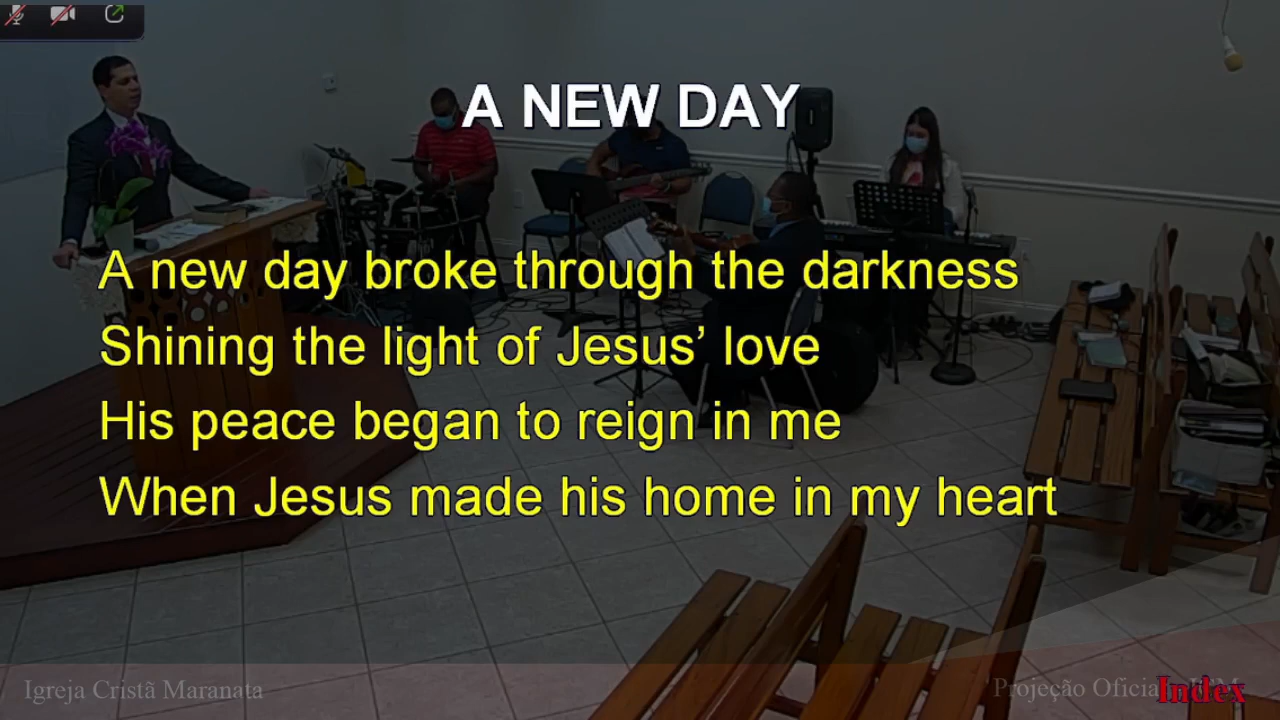 A NEW DAY
A new day broke through the darkness
Shining the light of Jesus’ love
His peace began to reign in me
When Jesus made his home in my heart
Igreja Cristã Maranata
Projeção Oficial
Index